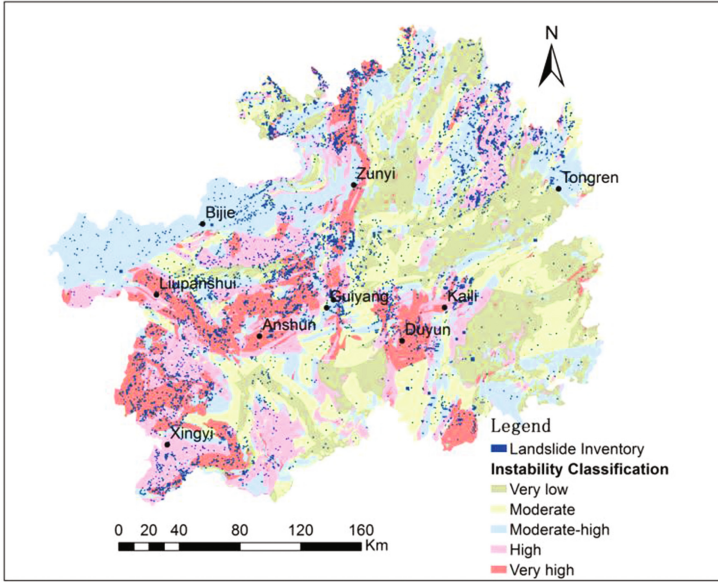 N
Zunyi
Tongren
Bijie
Liupanshui
Guiyang
Kaili
Anshun
Duyun
Xingyi
Legend
Landslide Inventory
Instability Classification
Very low
Moderate
Moderate-high
High
Very high
0 20 40 80 120 160
Km